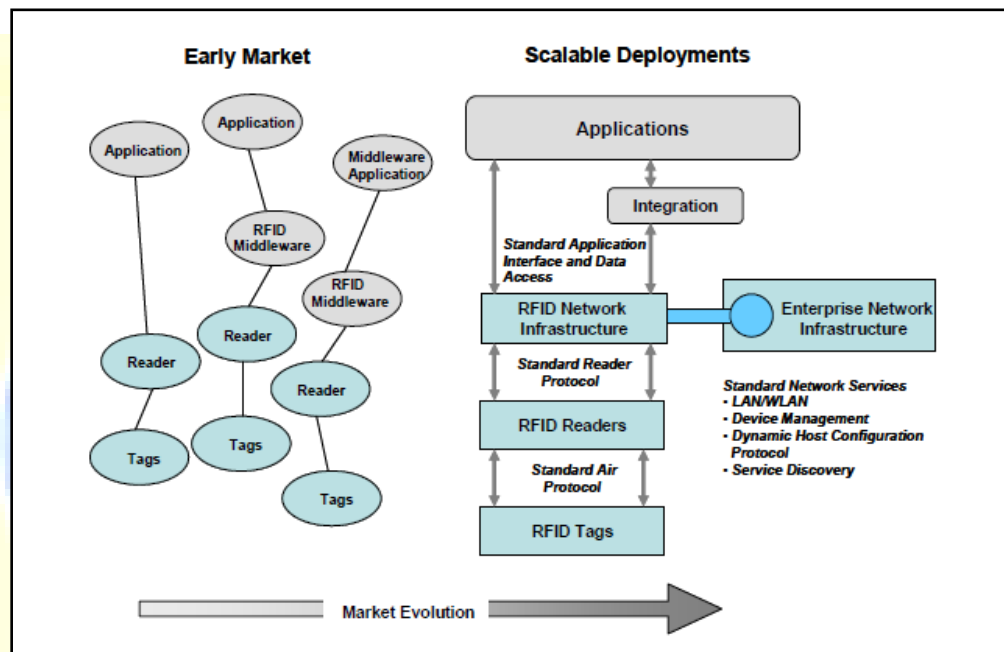 Early Market
Application
Application
Middleware
Application
RFID
Middleware
RFID
Middleware
Reader
Reader
Reader
Tags
Tags
Tags
Scalable Deployments
Applications
Integration
Standard Application
Interface and Data
Access
RFID Network
Infrastructure
Enterprise Network
Infrastructure
Standard Reader
Protocol
RFID Readers
Standard Air
Protocol
RFID Tags
Standard Network Services
• LAN/WLAN
• Device Management
• Dynamic Host Configuration
Protocol
• Service Discovery
Market Evolution